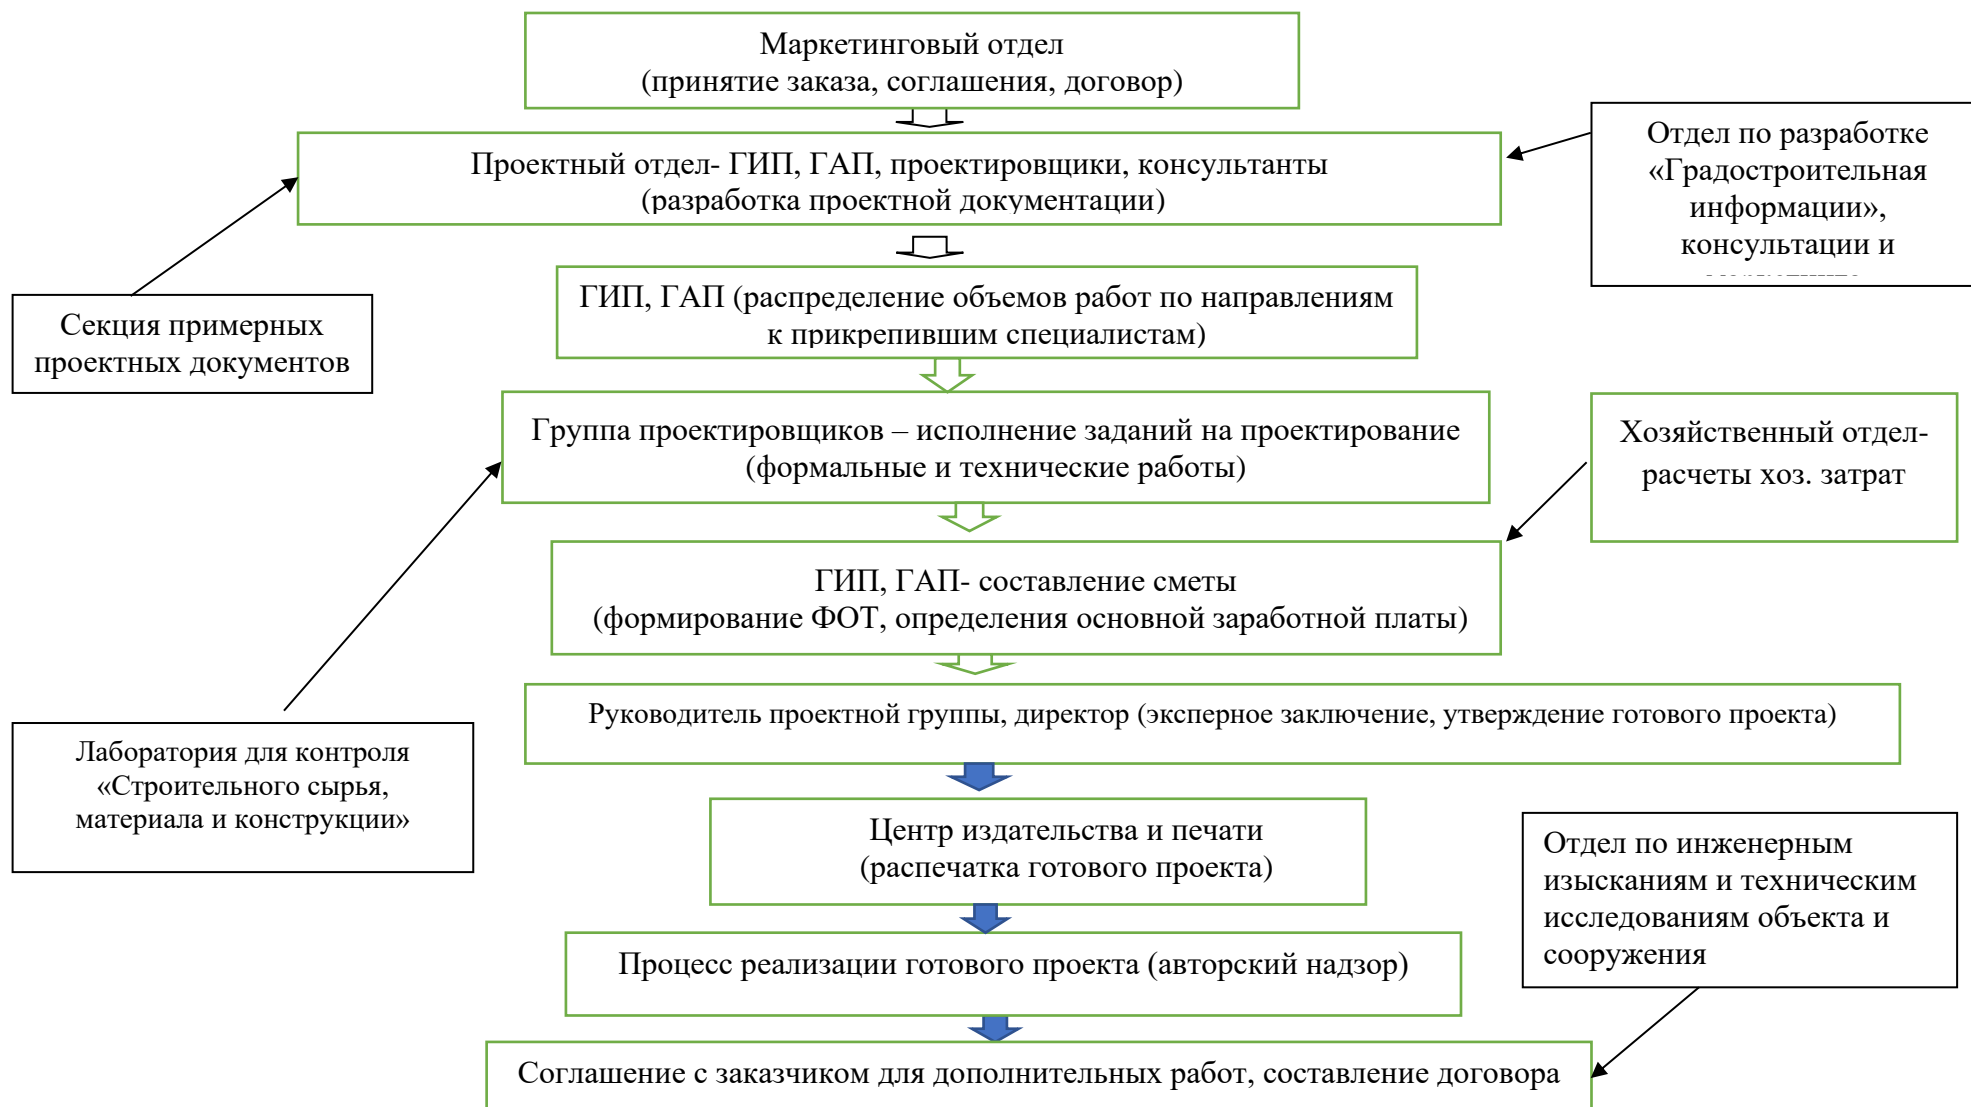 Маркетинговый отдел
(принятие заказа, соглашения, договор)
Проектный отдел- ГИП, ГАП, проектировщики, консультанты
(разработка проектной документации)
Отдел по разработке
«Градостроительная
информации»,
консультации и
ГИП, ГАП (распределение объемов работ по направлениям
к прикрепившим специалистам)
Секция примерных
проектных документов
Группа проектировщиков – исполнение заданий на проектирование
(формальные и технические работы)
Хозяйственный отдел-
расчеты хоз. затрат
ГИП, ГАП- составление сметы
(формирование ФОТ, определения основной заработной платы)
Руководитель проектной группы, директор (эксперное заключение, утверждение готового проекта)
Лаборатория для контроля
«Строительного сырья,
материала и конструкции»
Центр издательства и печати
(распечатка готового проекта)
Отдел по инженерным
изысканиям и техническим
исследованиям объекта и
сооружения
Процесс реализации готового проекта (авторский надзор)
Соглашение с заказчиком для дополнительных работ, составление договора